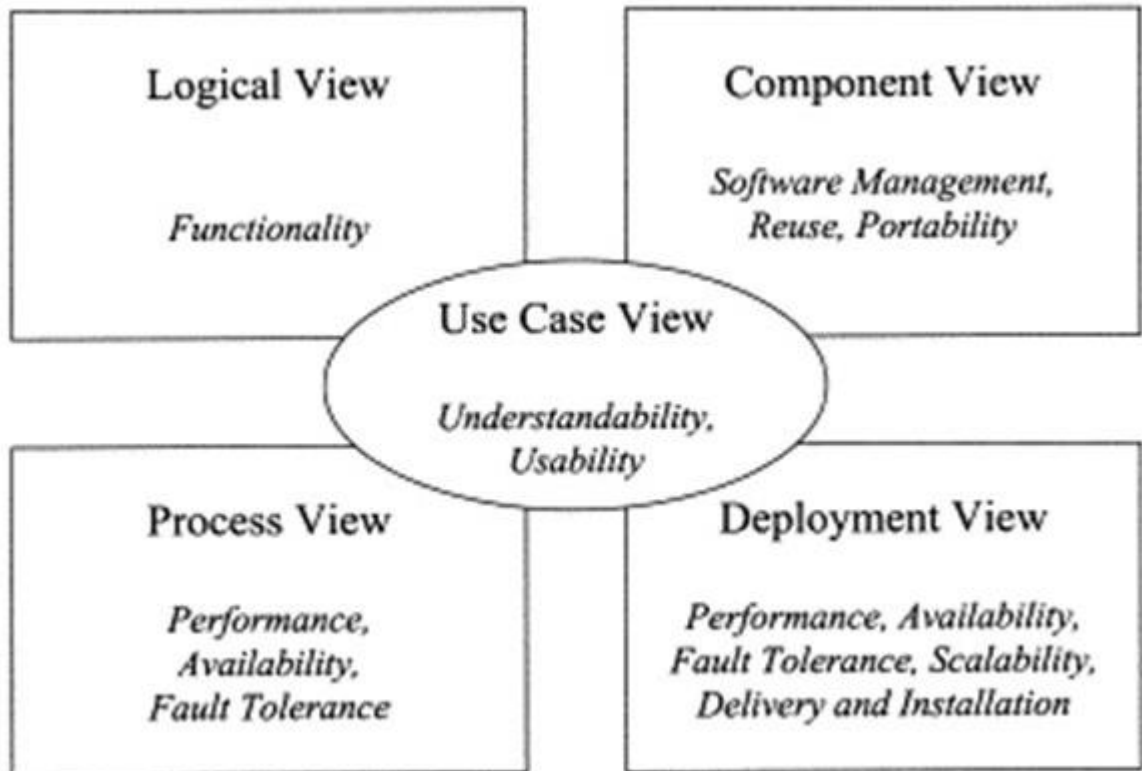 Logical View
Functionality
Component View
Software Management,
Reuse, Portability
Use Case View
Understandability,
Usability
Process View
Performance,
Availability,
Fault Tolerance
Deployment View
Performance, Availability,
Fault Tolerance, Scalability,
Delivery and Installation